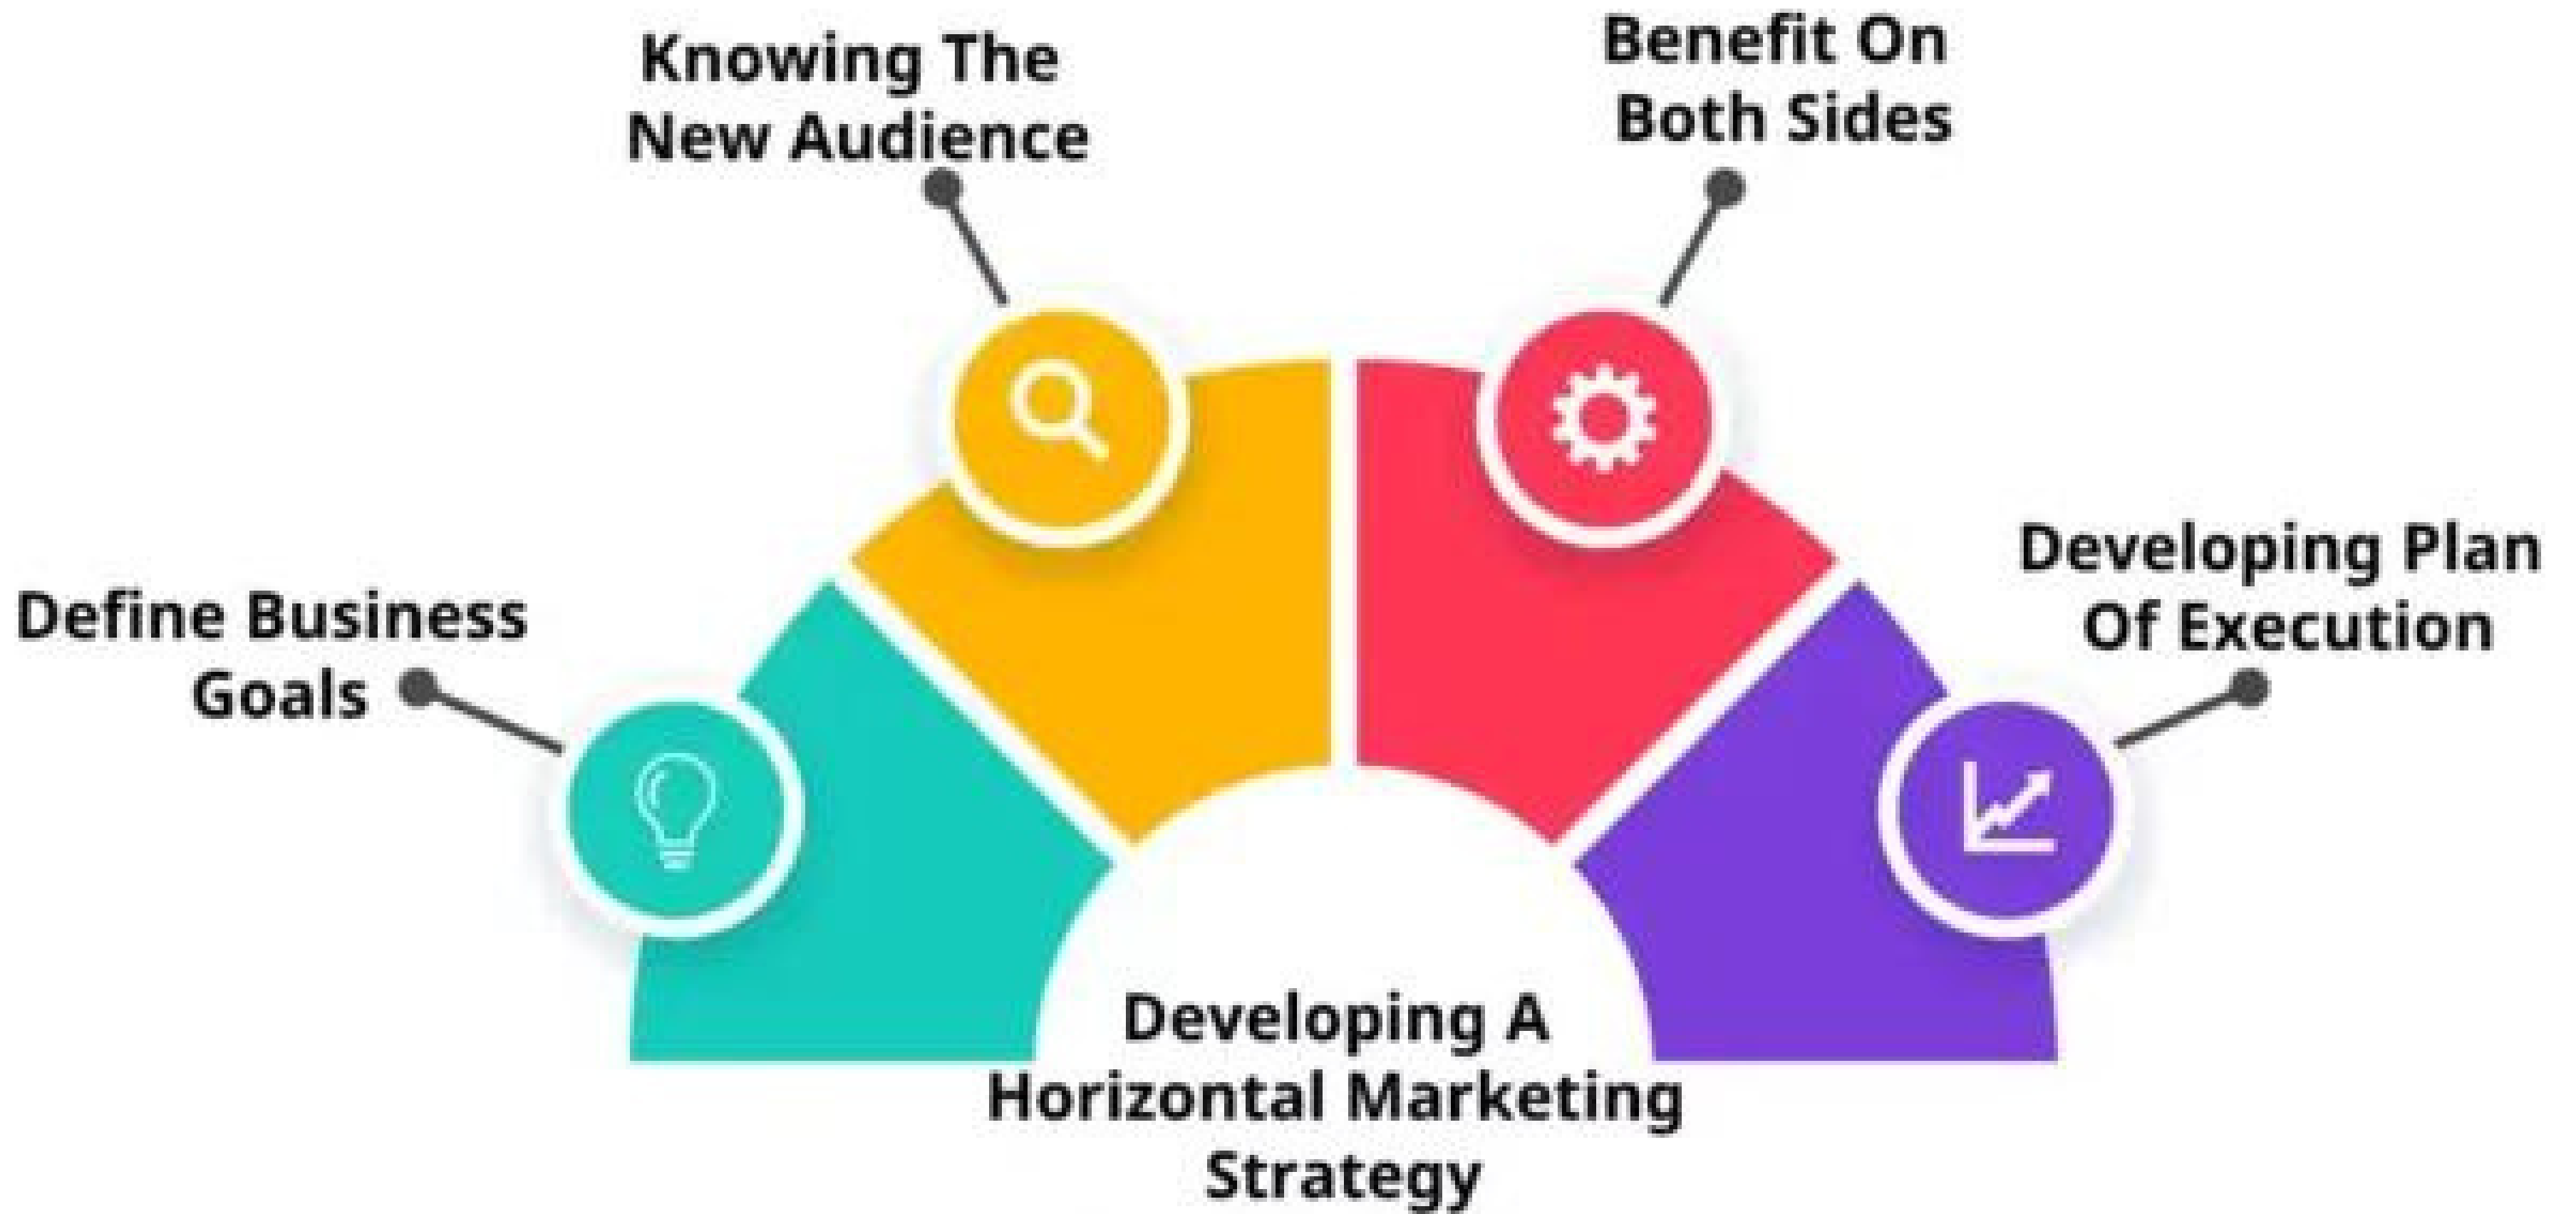 Knowing The
New Audience
Benefit On
Both Sides
Define Business
Goals
Developing Plan
Of Execution
Developing A
Horizontal Marketing
Strategy